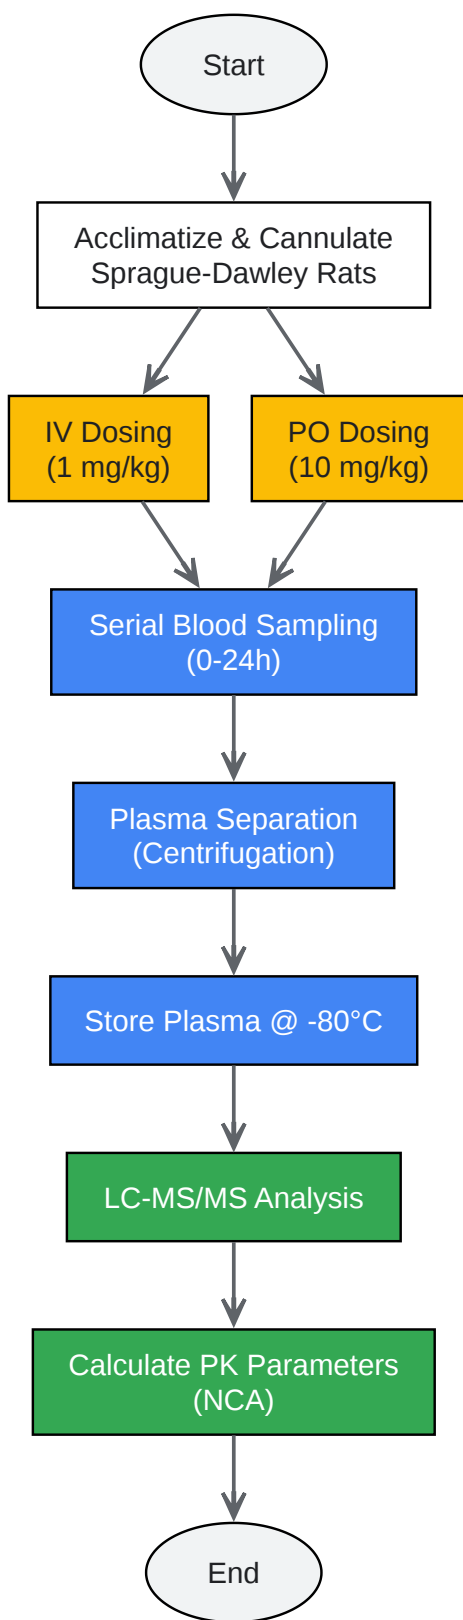 Start
Acclimatize & Cannulate
Sprague-Dawley Rats
IV Dosing
(1 mg/kg)
PO Dosing
(10 mg/kg)
Serial Blood Sampling
(0-24h)
Plasma Separation
(Centrifugation)
Store Plasma @ -80°C
LC-MS/MS Analysis
Calculate PK Parameters
(NCA)
End